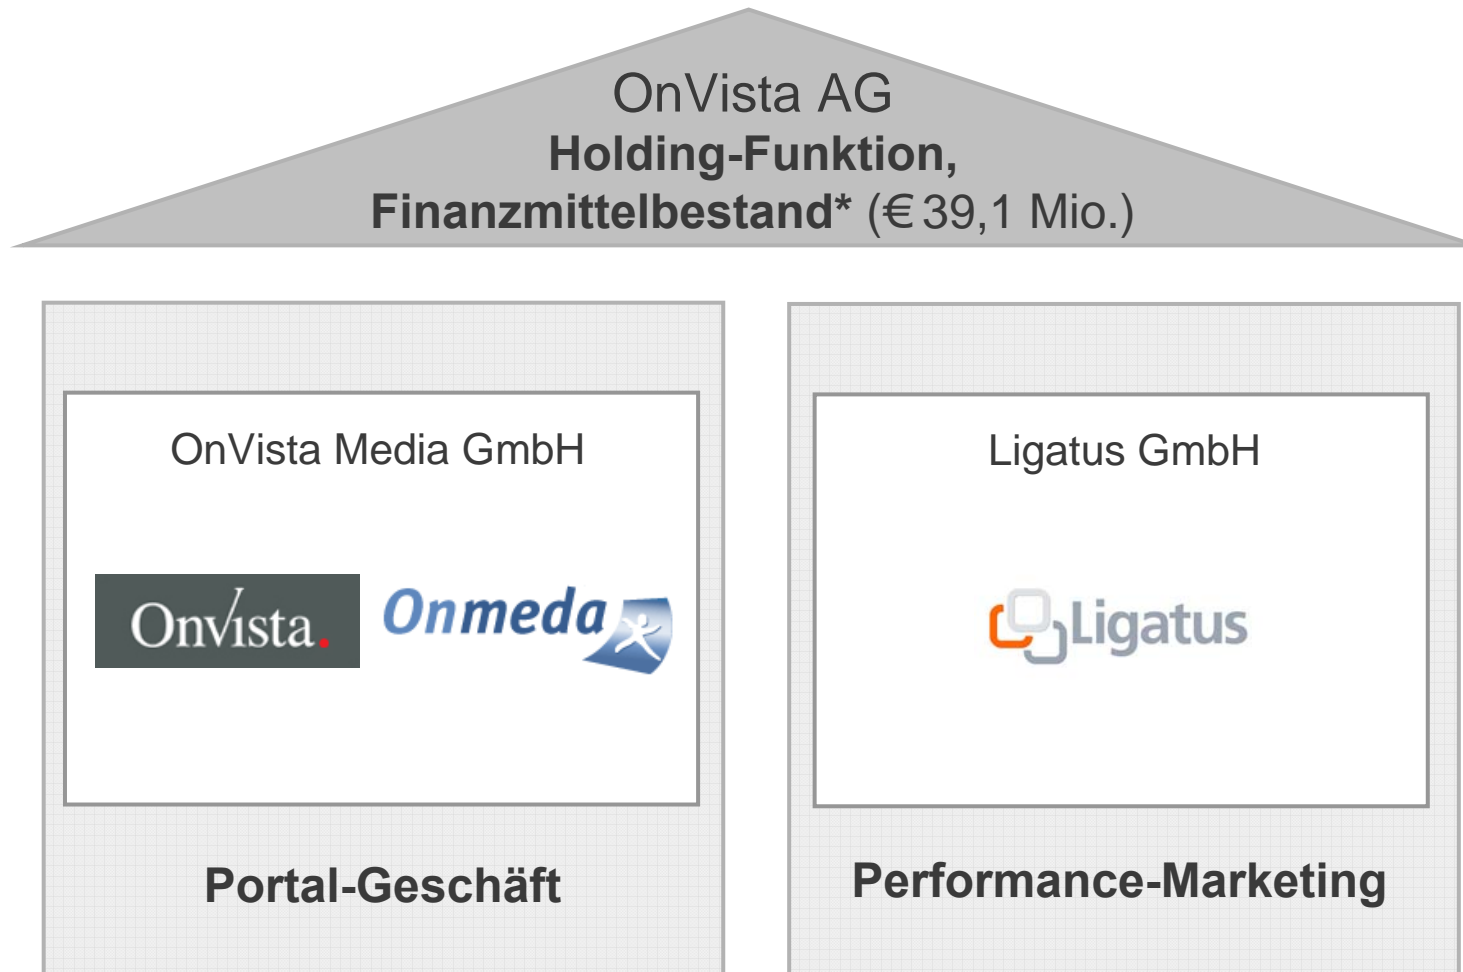 OnVista AG
Holding-Funktion,
Finanzmittelbestand* (€ 39,1 Mio.)
OnVista Media GmbH
Onvista.
Onmeda
Portal-Geschäft
Ligatus GmbH
Ligatus
Performance-Marketing